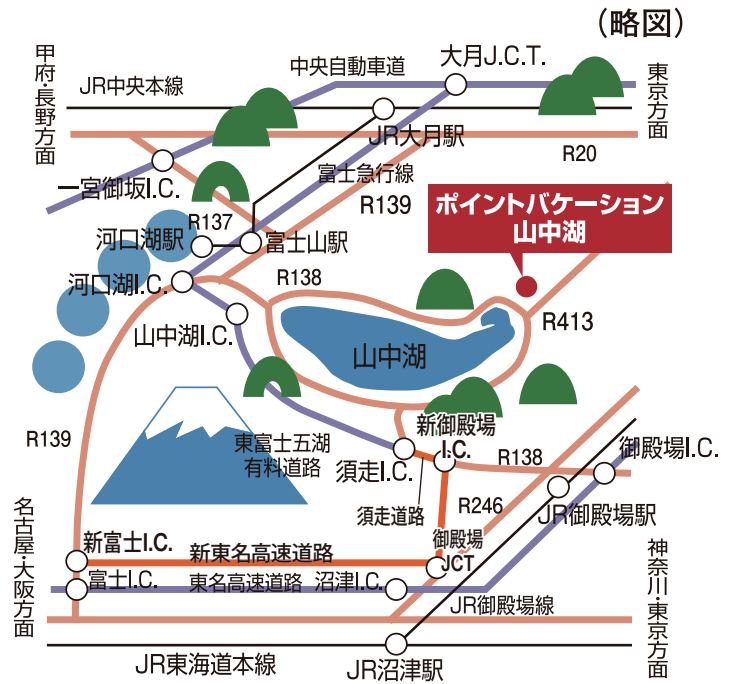 (略図)
大月J.C.T.
中央自動車道
JR中央本線
甲府・長野方面
東京方面
JR大月駅
R20
一宮御坂I.C.
富士急行線
R139
ポイントバケーション
山中湖
R137
河口湖駅
富士山駅
河口湖I.C.
R138
R413
山中湖I.C.
山中湖
R139
東富士五湖
有料道路
新御殿場
I.C.
須走I.C.
R138
御殿場I.C.
須走道路
R246
JR御殿場駅
名古屋・大阪方面
新富士I.C.
新東名高速道路
御殿場
JCT
富士I.C.
東名高速道路
沼津I.C.
JR御殿場線
神奈川・東京方面
JR東海道本線
JR沼津駅